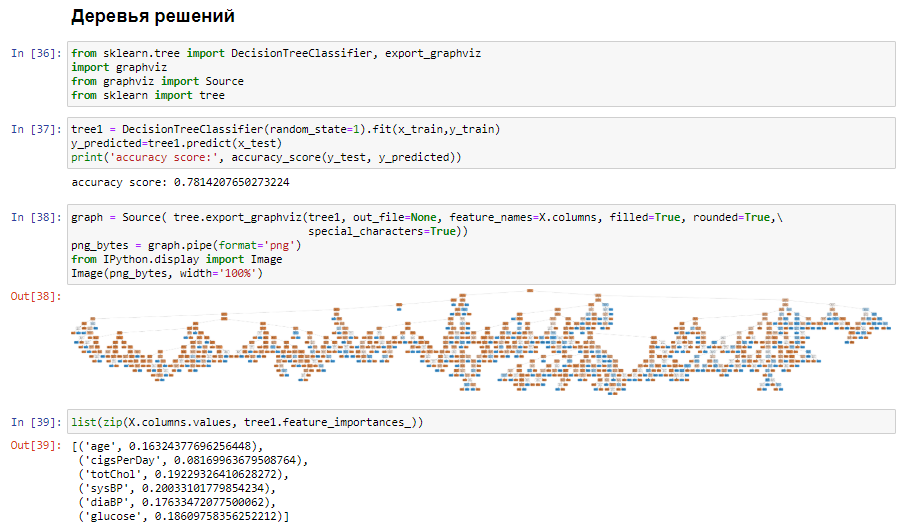 Деревья решений
In [36]: from sklearn.tree import DecisionTreeClassifier, export_graphviz
import graphviz
from graphviz import Source
from sklearn import tree
In [37]: tree1 = DecisionTreeClassifier(random_state=1).fit(x_train,y_train)
y_predicted=tree1.predict(x_test)
print('accuracy score:', accuracy_score(y_test, y_predicted))
accuracy score: 0.7814207650273224
In [38]: graph = Source( tree.export_graphviz(tree1, out_file=None, feature_names=X.columns, filled=True, rounded=True,\
special_characters=True))
png_bytes = graph.pipe(format='png')
from IPython.display import Image
Image(png_bytes, width='100%')
Out[38]:
In [39]: list(zip(X.columns.values, tree1.feature_importances_))
Out[39]: [('age', 0.16324377696256448),
('cigsPerDay', 0.08169963679508764),
('totChol', 0.19229326410628272),
('sysBP', 0.20033101779854234),
('diaBP', 0.17633472077500062),
('glucose', 0.18609758356252212)]